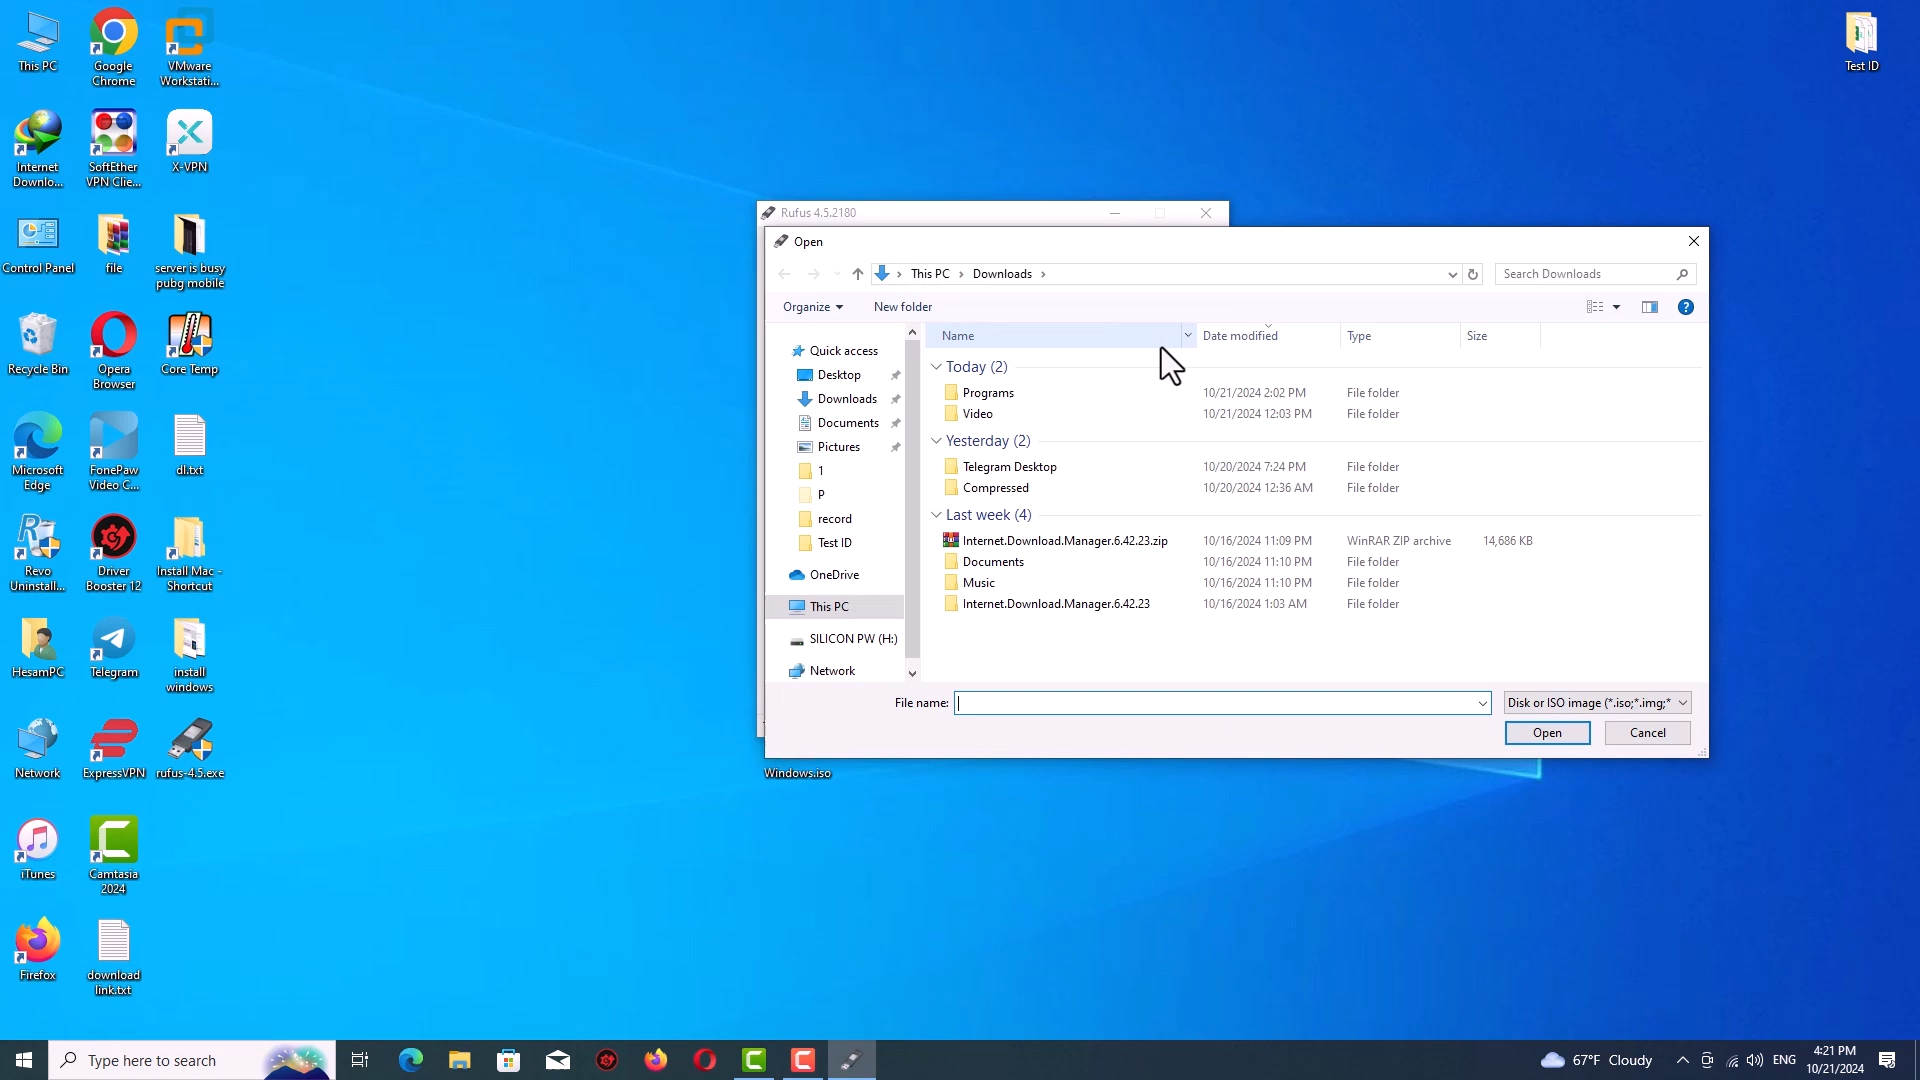 This PC
Google
Chrome
VMware
Workstati...
Test ID
Internet
Downlo...
SoftEther
VPN Clie...
X-VPN
Control Panel
file
server is busy
pubg mobile
Recycle Bin
Opera
Browser
Core Temp
Microsoft
Edge
FonePaw
Video C...
dl.txt
Revo
Uninstall...
Driver
Booster 12
Install Mac -
Shortcut
HesamPC
Telegram
install
windows
Network
ExpressVPN
rufus-4.5.exe
iTunes
Camtasia
2024
Firefox
download
link.txt
Rufus 4.5.2180
Open
This PC
Downloads
Search Downloads
Organize
New folder
Quick access
Desktop
Downloads
Documents
Pictures
1
P
record
Test ID
OneDrive
This PC
SILICON PW (H:)
Network
Name Date modified Type Size
Today (2)
Programs 10/21/2024 2:02 PM File folder
Video 10/21/2024 12:03 PM File folder
Yesterday (2)
Telegram Desktop 10/20/2024 7:24 PM File folder
Compressed 10/20/2024 12:36 AM File folder
Last week (4)
Internet.Download.Manager.6.42.23.zip 10/16/2024 11:09 PM WinRAR ZIP archive 14,686 KB
Documents 10/16/2024 11:10 PM File folder
Music 10/16/2024 11:10 PM File folder
Internet.Download.Manager.6.42.23 10/16/2024 1:03 AM File folder
File name:
Disk or ISO image (*.iso;*.img;*
Open
Cancel
Windows.iso
Type here to search
67°F Cloudy
ENG
4:21 PM
10/21/2024